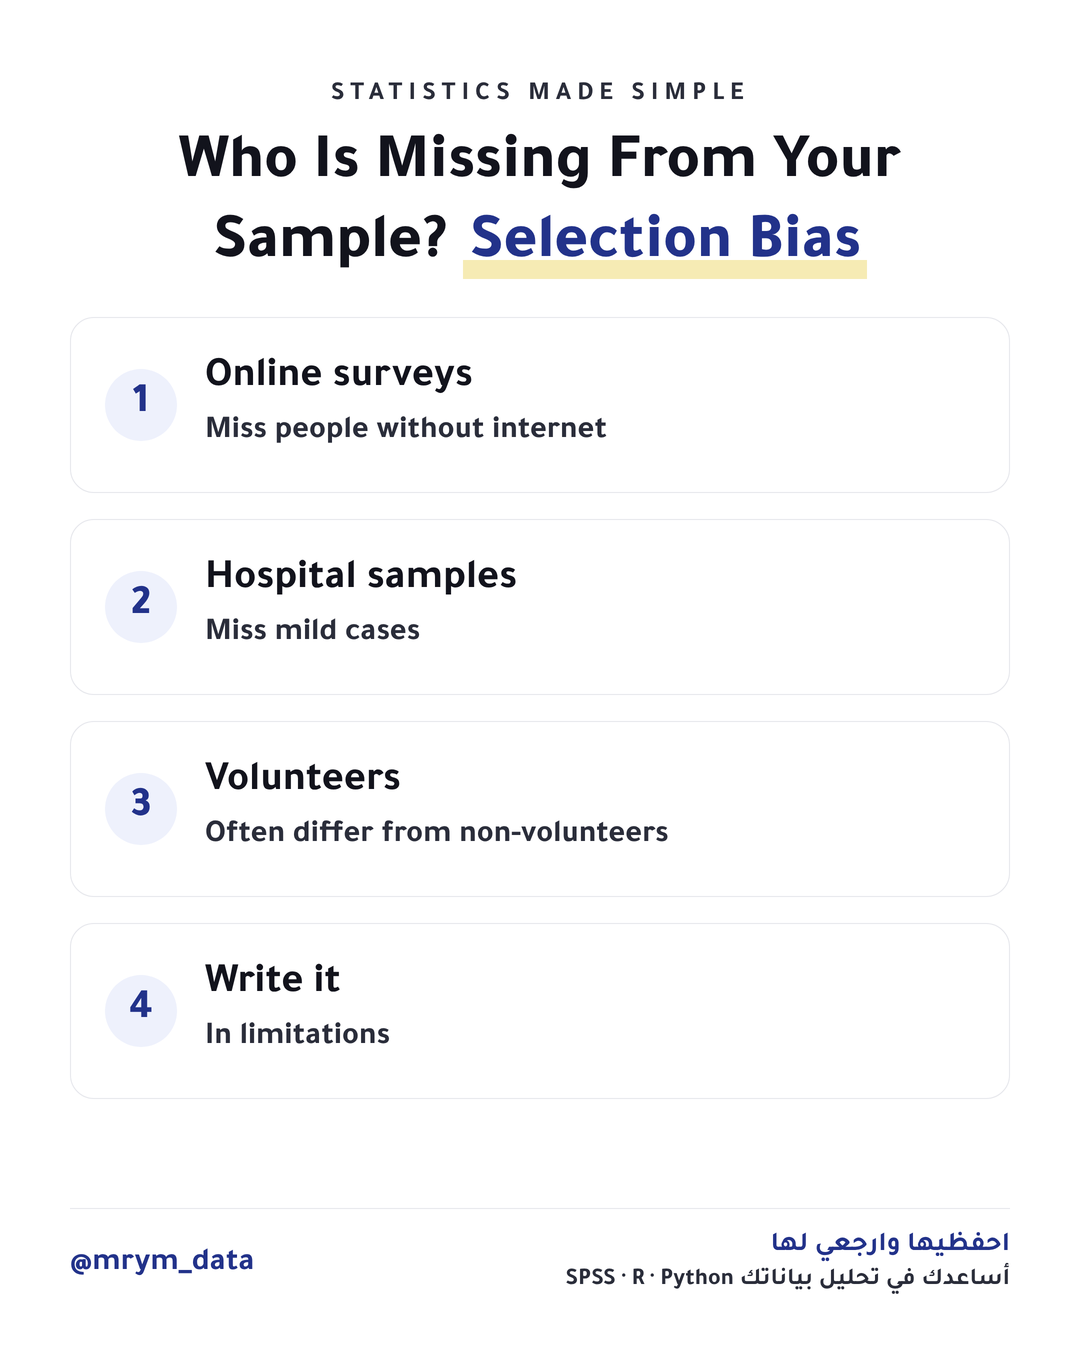 STATISTICS MADE SIMPLE
Who Is Missing From Your
Sample? Selection Bias
1
Online surveys
Miss people without internet
2
Hospital samples
Miss mild cases
3
Volunteers
Often differ from non-volunteers
4
Write it
In limitations
@mrym_data
احفظيها وارجعي لها
أساعدك في تحليل بياناتك SPSS · R · Python